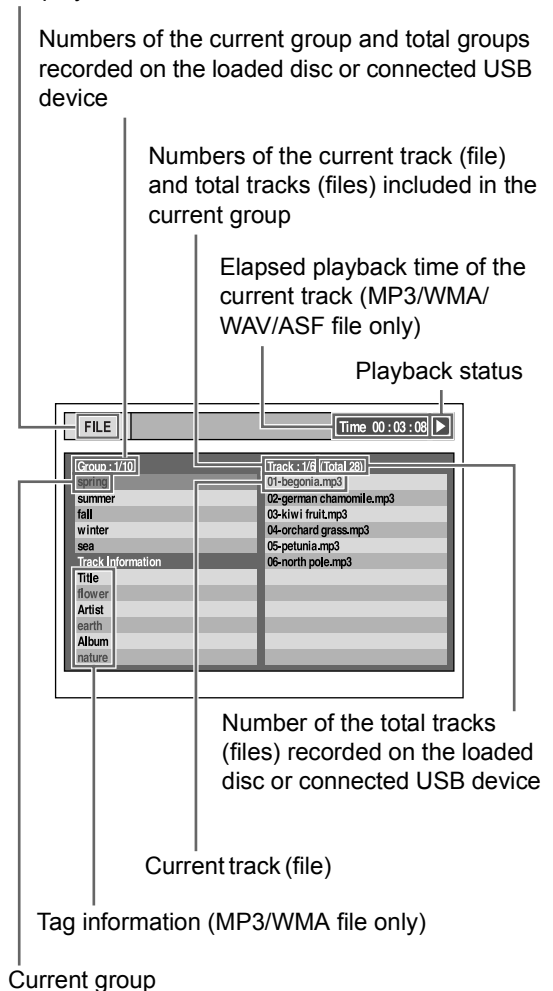 Numbers of the current group and total groups
recorded on the loaded disc or connected USB
device
Numbers of the current track (file)
and total tracks (files) included in the
current group
Elapsed playback time of the
current track (MP3/WMA/
WAV/ASF file only)
Playback status
FILE
Time 00 : 03 : 08
Group : 1/10
Track : 1/6 (Total 28)
spring
01-begonia.mp3
summer
02-german chamomile.mp3
fall
03-kiwi fruit.mp3
winter
04-orchard grass.mp3
sea
05-petunia.mp3
Track Information
06-north pole.mp3
Title
flower
Artist
earth
Album
nature
Number of the total tracks
(files) recorded on the loaded
disc or connected USB device
Current track (file)
Tag information (MP3/WMA file only)
Current group